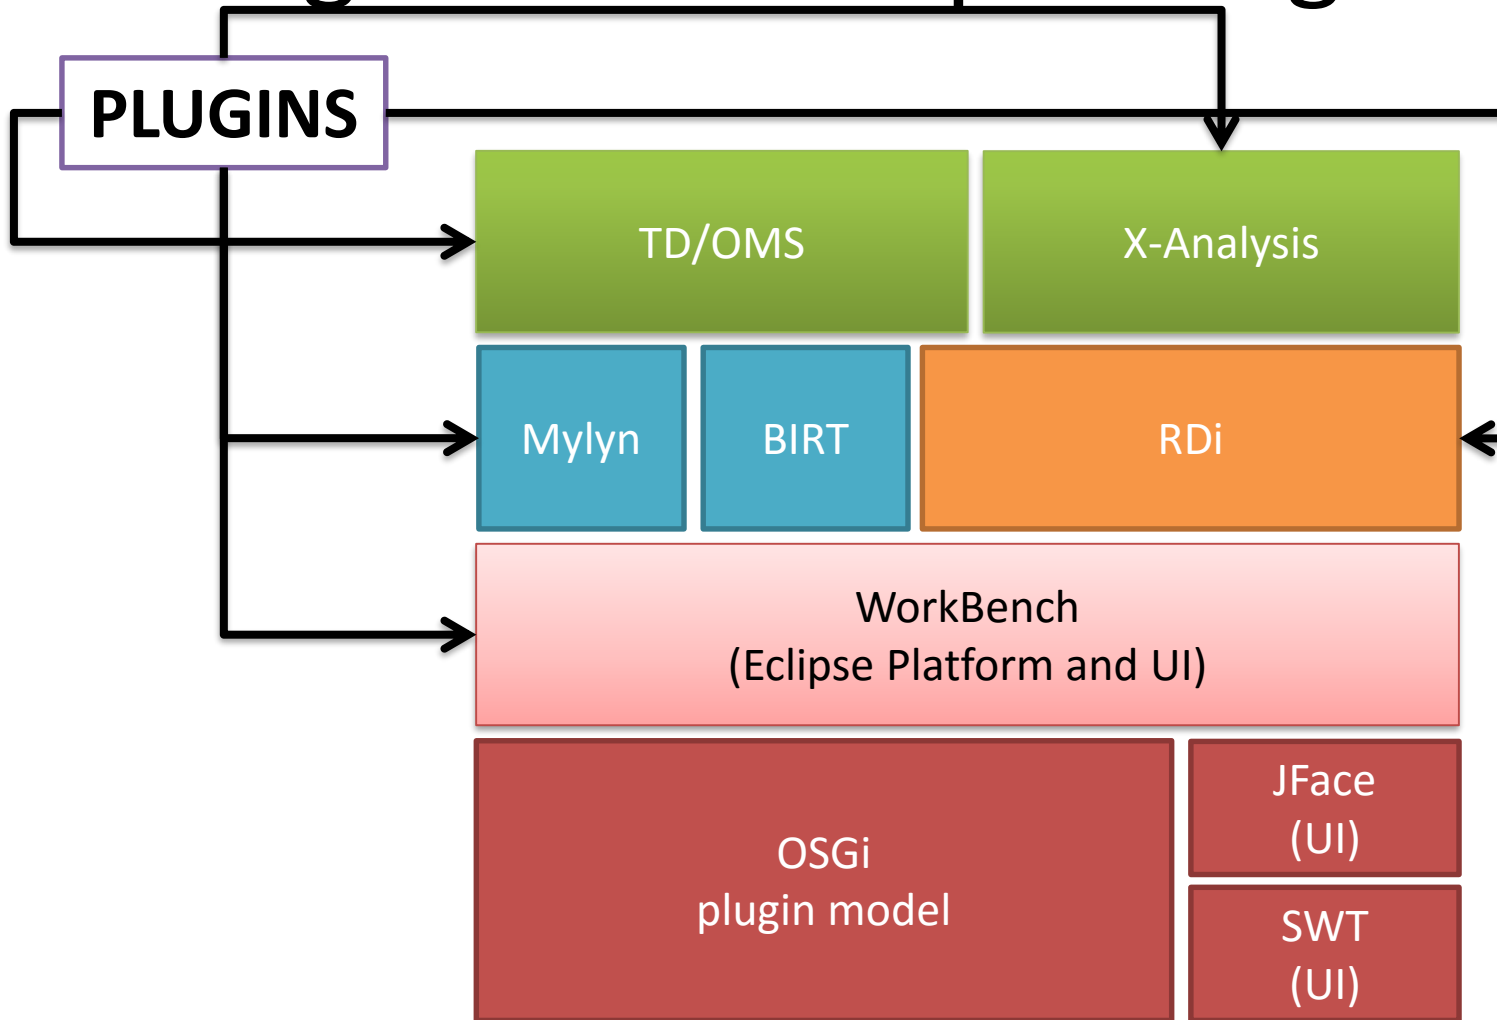 PLUGINS
TD/OMS
X-Analysis
Mylyn
BIRT
RDi
WorkBench
(Eclipse Platform and UI)
OSGi
plugin model
JFace
(UI)
SWT
(UI)